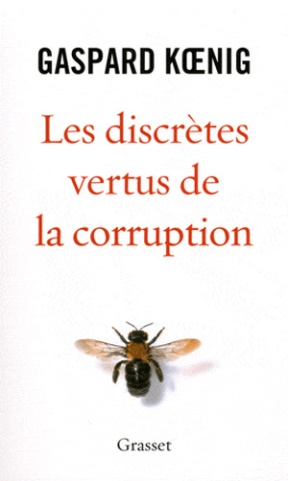 GASPARD KŒNIG
Les discrètes
vertus de
la corruption
Grasset